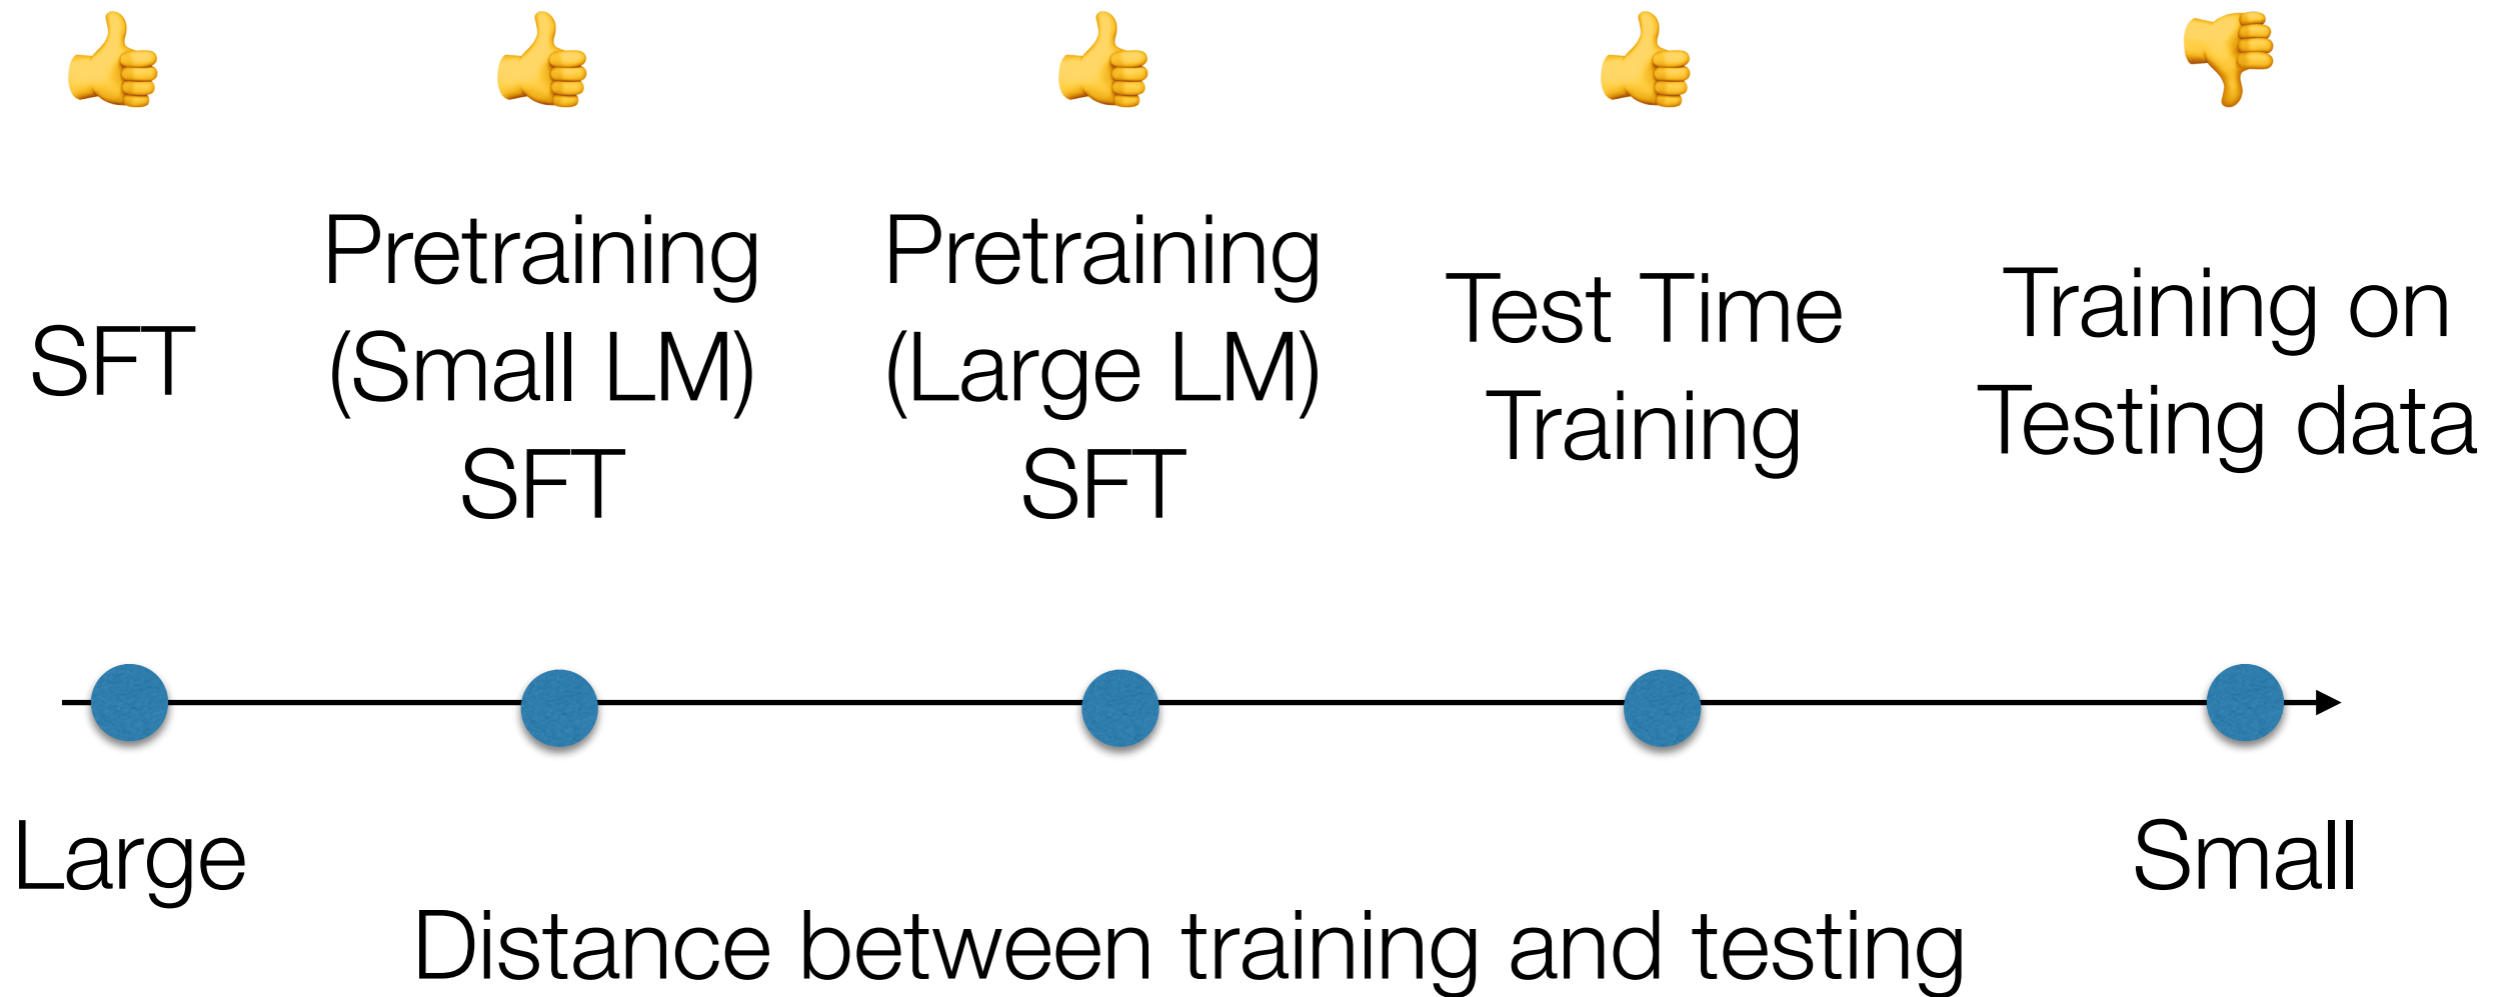 SFT
Pretraining
(Small LM)
SFT
Pretraining
(Large LM)
SFT
Test Time
Training
Training on
Testing data
Large
Small
Distance between training and testing